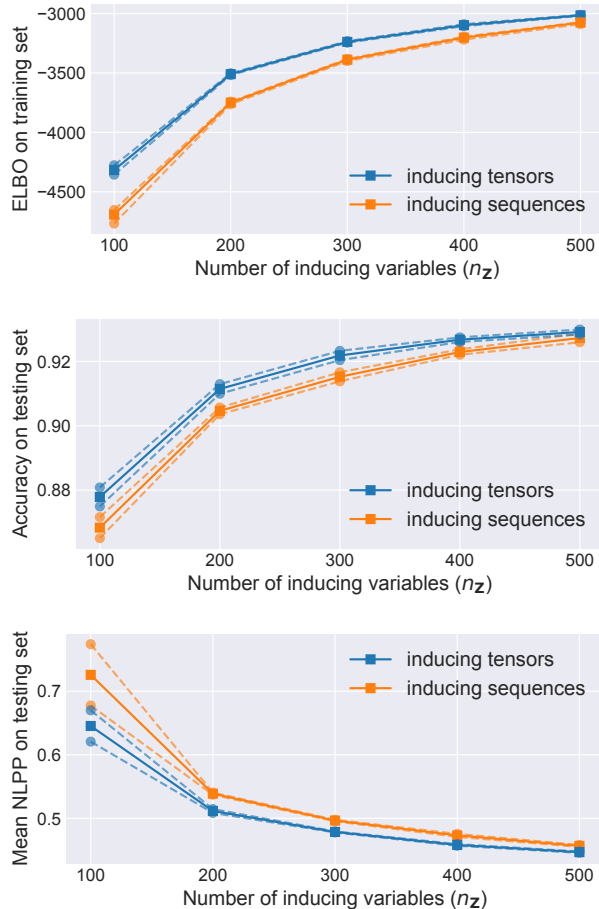 ELBO on training set
−3000
−3500
−4000
−4500
inducing tensors
inducing sequences
100 200 300 400 500
Number of inducing variables (n_z)
Accuracy on testing set
0.92
0.90
0.88
inducing tensors
inducing sequences
100 200 300 400 500
Number of inducing variables (n_z)
Mean NLPP on testing set
0.7
0.6
0.5
inducing tensors
inducing sequences
100 200 300 400 500
Number of inducing variables (n_z)